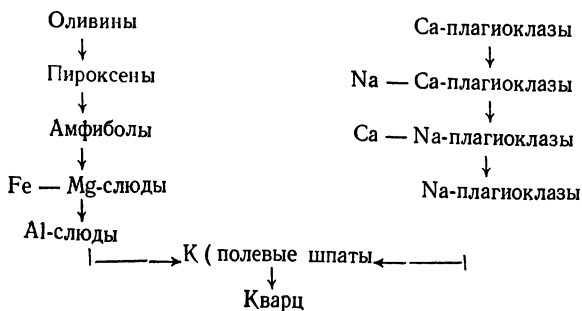 Оливины
Пироксены
Амфиболы
Fe — Mg-слюды
Al-слюды
Ca-плагиоклазы
Na — Ca-плагиоклазы
Ca — Na-плагиоклазы
Na-плагиоклазы
К ( полевые шпаты
Кварц